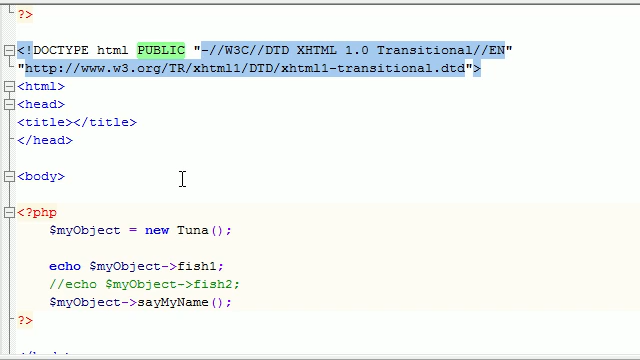 ?>
<!DOCTYPE html PUBLIC "-//W3C//DTD XHTML 1.0 Transitional//EN"
"http://www.w3.org/TR/xhtml1/DTD/xhtml1-transitional.dtd">
<html>
<head>
<title></title>
</head>
<body>
<?php
$myObject = new Tuna();
echo $myObject->fish1;
//echo $myObject->fish2;
$myObject->sayMyName();
?>